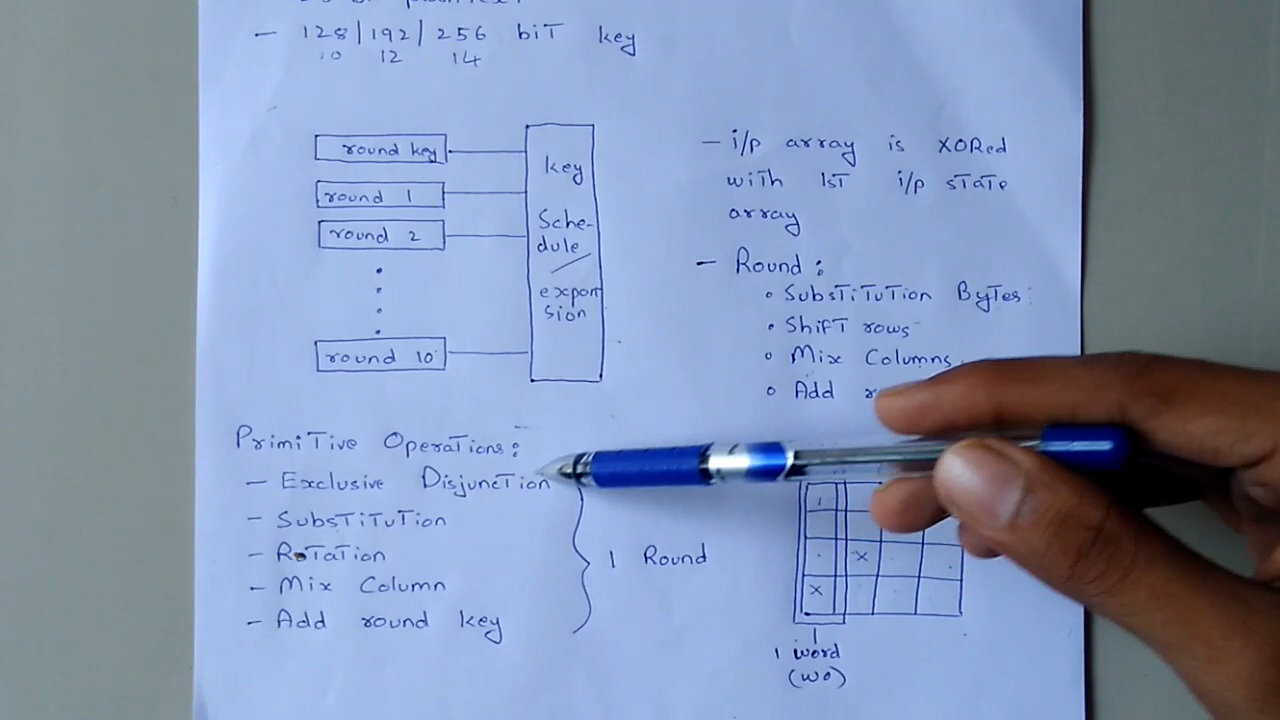 - 128/192/256 biT key
10 12 14
round key
round 1
round 2
round 10
key
Sche-
dule
/
expan
sion
- i/p array is XORed
with 1sT i/p sTaTe
array
- Round:
• SubsTiTuTion ByTes:
• ShifT rows
• Mix Columns
• Add
PrimiTive OperaTions:
- Exclusive DisjuncTion
- SubsTiTuTion
- RoTaTion
- Mix Column
- Add round key
1 Round
1
x
x
1 word
(w0)